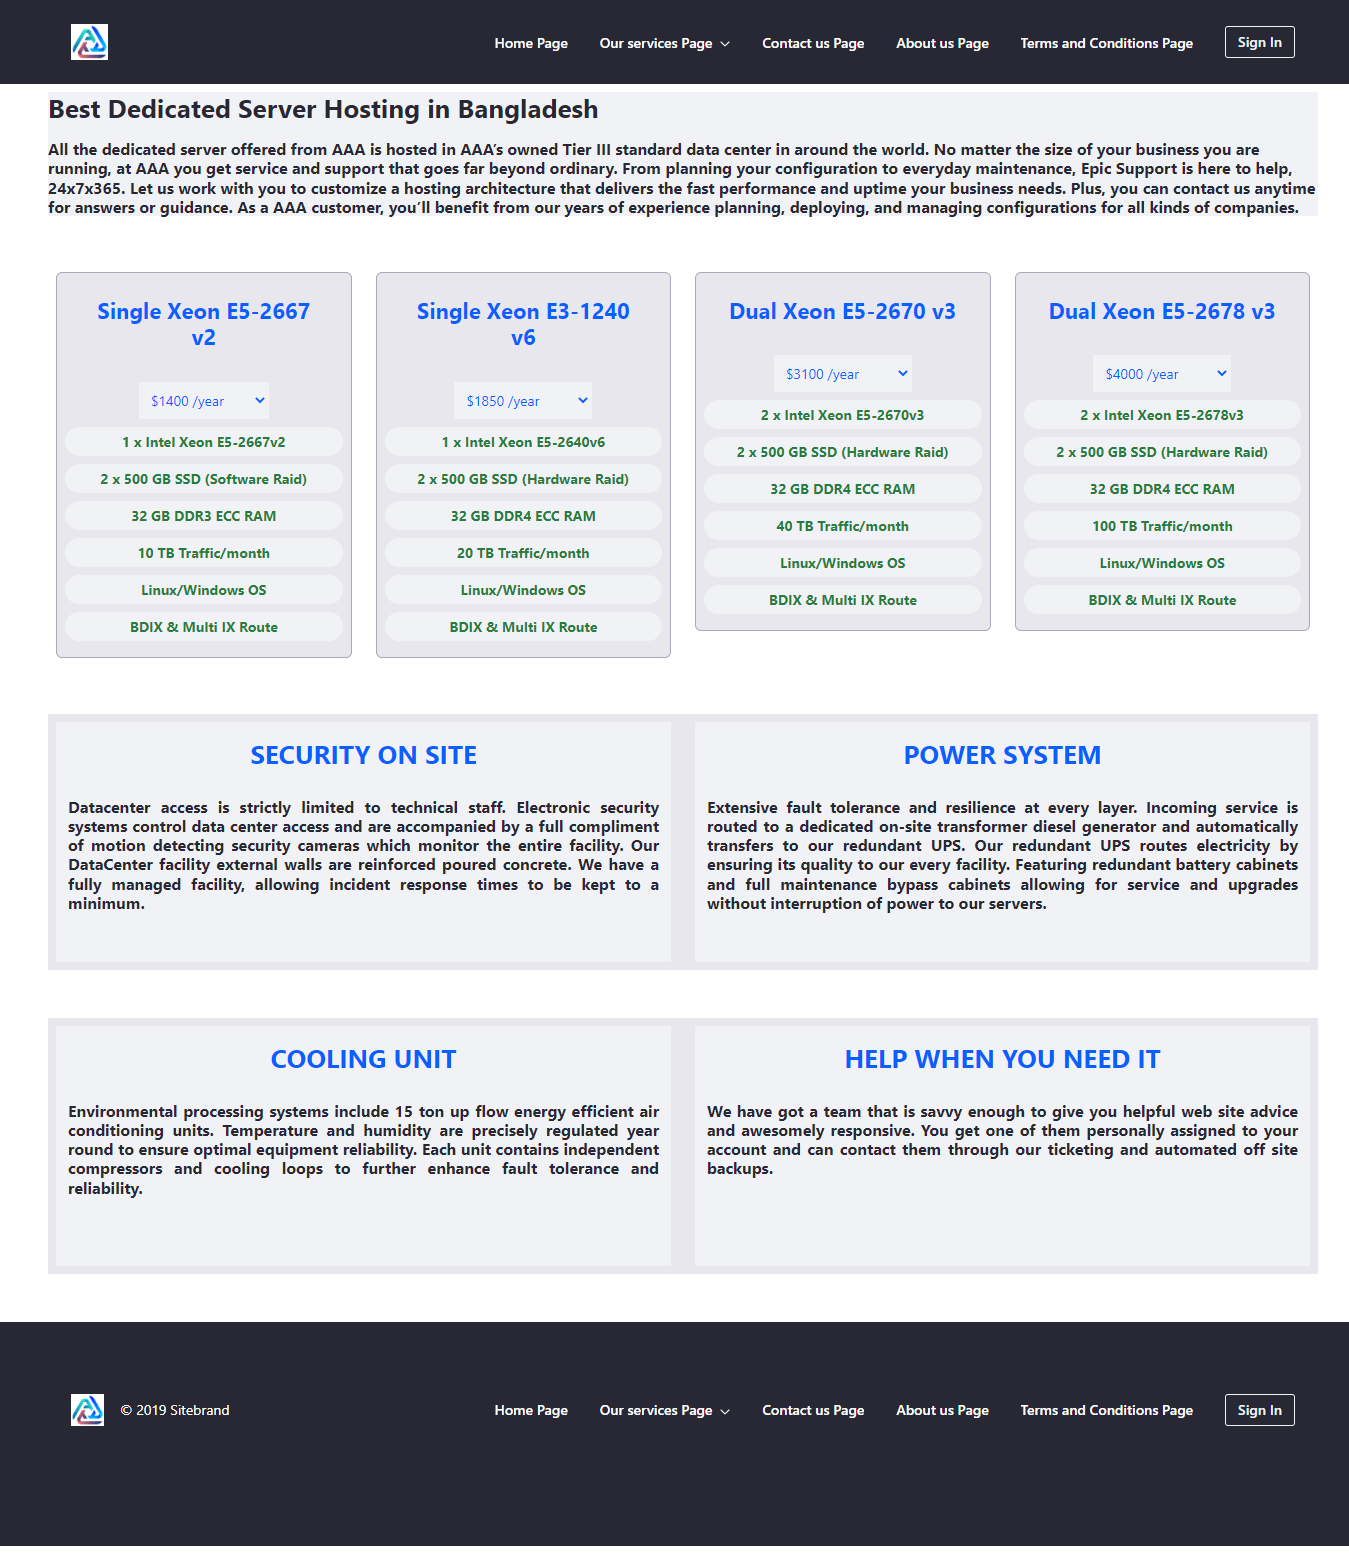 Home Page
Our services Page
Contact us Page
About us Page
Terms and Conditions Page
Sign In
Best Dedicated Server Hosting in Bangladesh
All the dedicated server offered from AAA is hosted in AAA’s owned Tier III standard data center in around the world. No matter the size of your business you are
running, at AAA you get service and support that goes far beyond ordinary. From planning your configuration to everyday maintenance, Epic Support is here to help,
24x7x365. Let us work with you to customize a hosting architecture that delivers the fast performance and uptime your business needs. Plus, you can contact us anytime
for answers or guidance. As a AAA customer, you’ll benefit from our years of experience planning, deploying, and managing configurations for all kinds of companies.
Single Xeon E5-2667
v2
$1400 /year
1 x Intel Xeon E5-2667v2
2 x 500 GB SSD (Software Raid)
32 GB DDR3 ECC RAM
10 TB Traffic/month
Linux/Windows OS
BDIX & Multi IX Route
Single Xeon E3-1240
v6
$1850 /year
1 x Intel Xeon E5-2640v6
2 x 500 GB SSD (Hardware Raid)
32 GB DDR4 ECC RAM
20 TB Traffic/month
Linux/Windows OS
BDIX & Multi IX Route
Dual Xeon E5-2670 v3
$3100 /year
2 x Intel Xeon E5-2670v3
2 x 500 GB SSD (Hardware Raid)
32 GB DDR4 ECC RAM
40 TB Traffic/month
Linux/Windows OS
BDIX & Multi IX Route
Dual Xeon E5-2678 v3
$4000 /year
2 x Intel Xeon E5-2678v3
2 x 500 GB SSD (Hardware Raid)
32 GB DDR4 ECC RAM
100 TB Traffic/month
Linux/Windows OS
BDIX & Multi IX Route
SECURITY ON SITE
Datacenter access is strictly limited to technical staff. Electronic security
systems control data center access and are accompanied by a full compliment
of motion detecting security cameras which monitor the entire facility. Our
DataCenter facility external walls are reinforced poured concrete. We have a
fully managed facility, allowing incident response times to be kept to a
minimum.
POWER SYSTEM
Extensive fault tolerance and resilience at every layer. Incoming service is
routed to a dedicated on-site transformer diesel generator and automatically
transfers to our redundant UPS. Our redundant UPS routes electricity by
ensuring its quality to our every facility. Featuring redundant battery cabinets
and full maintenance bypass cabinets allowing for service and upgrades
without interruption of power to our servers.
COOLING UNIT
Environmental processing systems include 15 ton up flow energy efficient air
conditioning units. Temperature and humidity are precisely regulated year
round to ensure optimal equipment reliability. Each unit contains independent
compressors and cooling loops to further enhance fault tolerance and
reliability.
HELP WHEN YOU NEED IT
We have got a team that is savvy enough to give you helpful web site advice
and awesomely responsive. You get one of them personally assigned to your
account and can contact them through our ticketing and automated off site
backups.
© 2019 Sitebrand
Home Page
Our services Page
Contact us Page
About us Page
Terms and Conditions Page
Sign In